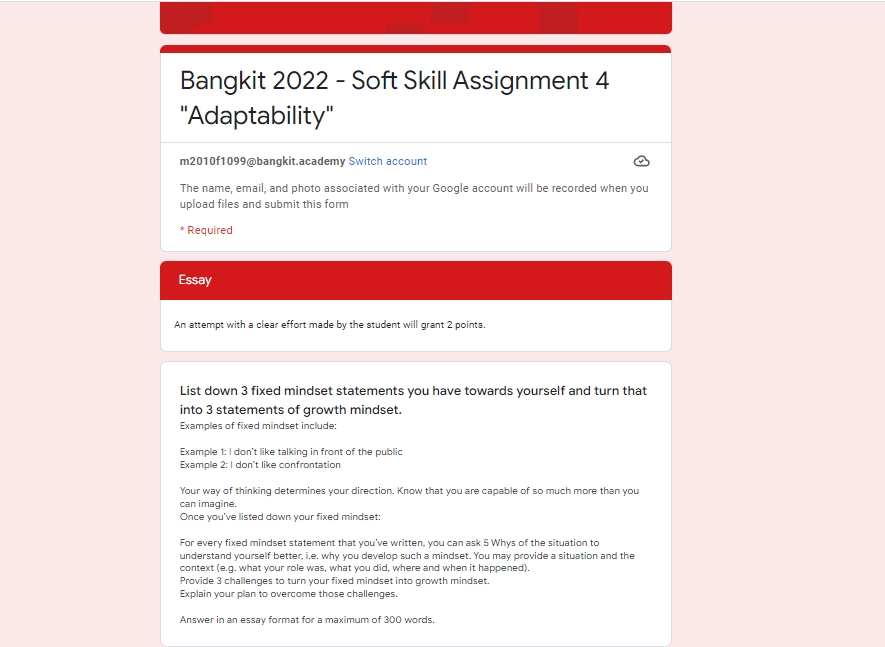 Bangkit 2022 - Soft Skill Assignment 4
"Adaptability"
m2010f1099@bangkit.academy Switch account
The name, email, and photo associated with your Google account will be recorded when you
upload files and submit this form
* Required
Essay
An attempt with a clear effort made by the student will grant 2 points.
List down 3 fixed mindset statements you have towards yourself and turn that
into 3 statements of growth mindset.
Examples of fixed mindset include:
Example 1: I don't like talking in front of the public
Example 2: I don't like confrontation
Your way of thinking determines your direction. Know that you are capable of so much more than you
can imagine.
Once you've listed down your fixed mindset:
For every fixed mindset statement that you've written, you can ask 5 Whys of the situation to
understand yourself better, i.e. why you develop such a mindset. You may provide a situation and the
context (e.g. what your role was, what you did, where and when it happened).
Provide 3 challenges to turn your fixed mindset into growth mindset.
Explain your plan to overcome those challenges.
Answer in an essay format for a maximum of 300 words.